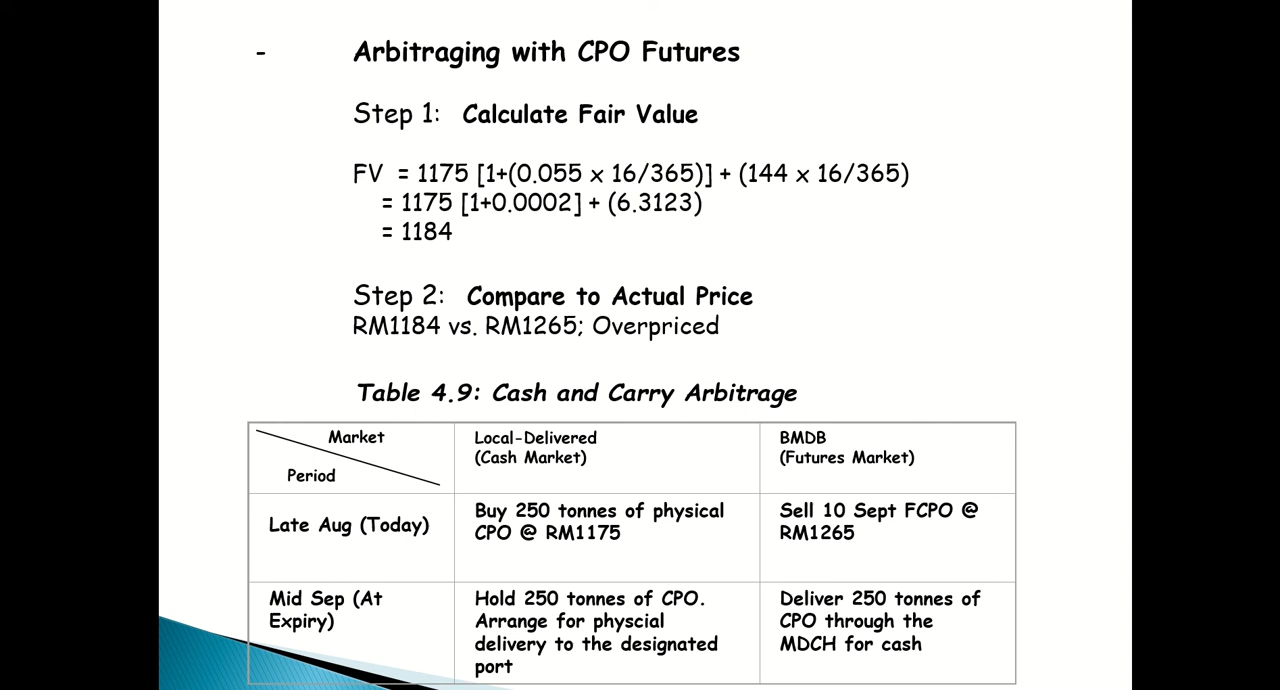 - Arbitraging with CPO Futures
Step 1: Calculate Fair Value
FV = 1175 [1+(0.055 x 16/365)] + (144 x 16/365)
= 1175 [1+0.0002] + (6.3123)
= 1184
Step 2: Compare to Actual Price
RM1184 vs. RM1265; Overpriced
Table 4.9: Cash and Carry Arbitrage
Market
Period
Local-Delivered
(Cash Market)
BMDB
(Futures Market)
Late Aug (Today)
Buy 250 tonnes of physical
CPO @ RM1175
Sell 10 Sept FCPO @
RM1265
Mid Sep (At
Expiry)
Hold 250 tonnes of CPO.
Arrange for physcial
delivery to the designated
port
Deliver 250 tonnes of
CPO through the
MDCH for cash